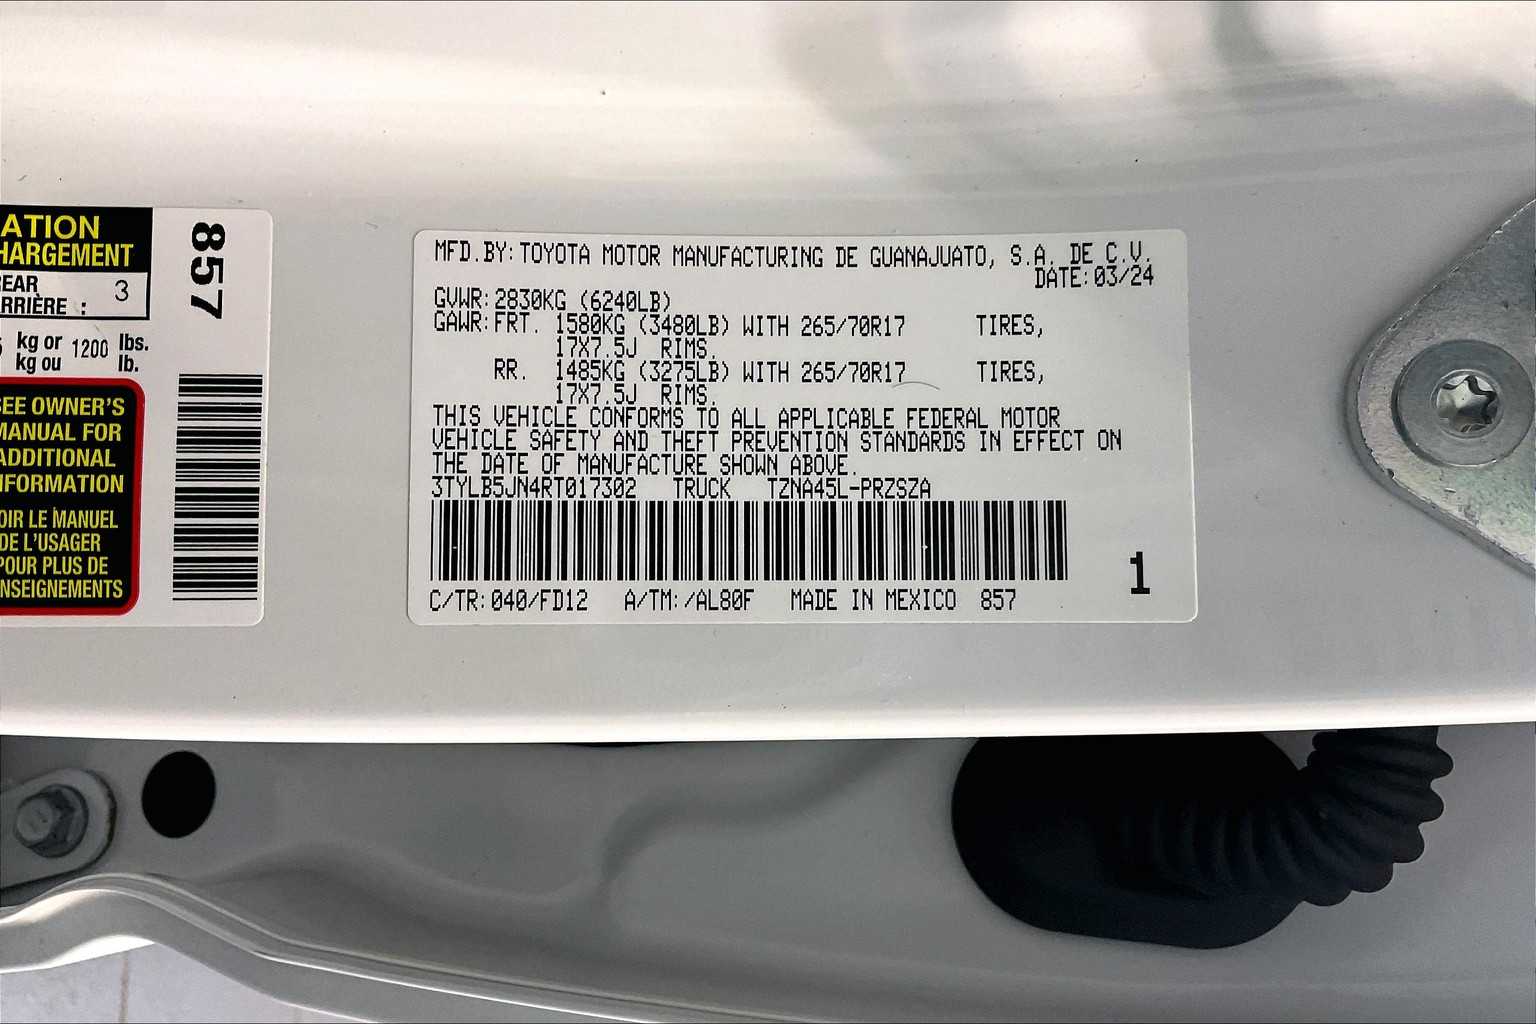 ATION
HARGEMENT
REAR 3
RRIÈRE :
kg or 1200 lbs.
kg ou lb.
SEE OWNER'S
MANUAL FOR
ADDITIONAL
INFORMATION
VOIR LE MANUEL
DE L'USAGER
POUR PLUS DE
RENSEIGNEMENTS
857
MFD.BY:TOYOTA MOTOR MANUFACTURING DE GUANAJUATO, S.A. DE C.V.
DATE:03/24
GVWR:2830KG (6240LB)
GAWR:FRT. 1580KG (3480LB) WITH 265/70R17 TIRES,
17X7.5J RIMS.
RR. 1485KG (3275LB) WITH 265/70R17 TIRES,
17X7.5J RIMS.
THIS VEHICLE CONFORMS TO ALL APPLICABLE FEDERAL MOTOR
VEHICLE SAFETY AND THEFT PREVENTION STANDARDS IN EFFECT ON
THE DATE OF MANUFACTURE SHOWN ABOVE.
3TYLB5JN4RT017302 TRUCK TZNA45L-PRZSZA
C/TR:040/FD12 A/TM:/AL80F MADE IN MEXICO 857
1